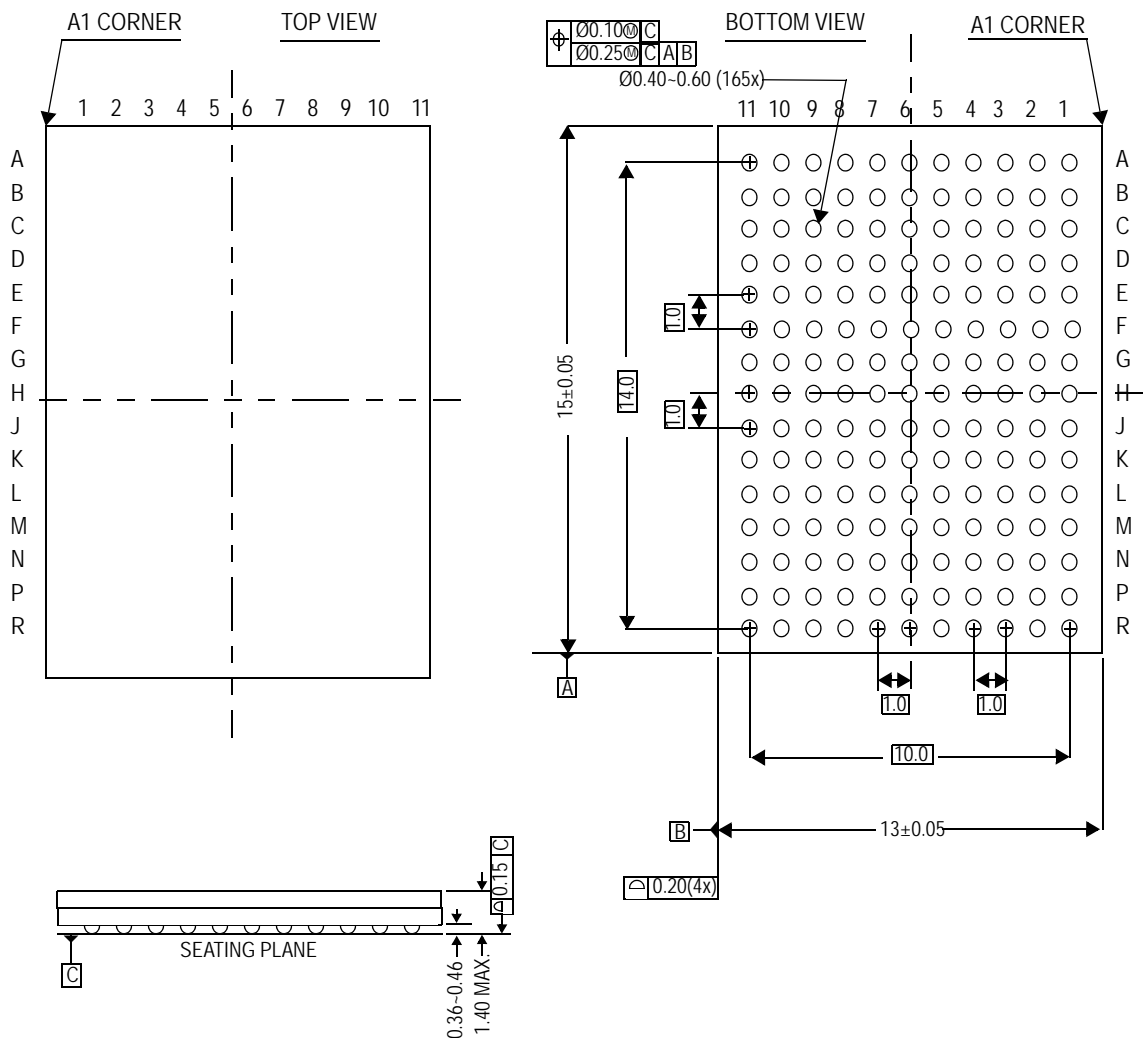 A1 CORNER
TOP VIEW
1 2 3 4 5 6 7 8 9 10 11
A
B
C
D
E
F
G
H
J
K
L
M
N
P
R
Ø0.10Ⓜ C
Ø0.25Ⓜ C A B
BOTTOM VIEW
A1 CORNER
Ø0.40~0.60 (165x)
11 10 9 8 7 6 5 4 3 2 1
A
B
C
D
E
F
G
H
J
K
L
M
N
P
R
15±0.05
14.0
1.0
1.0
A
1.0
1.0
10.0
B
13±0.05
0.20(4x)
0.15 C
SEATING PLANE
C
0.36~0.46
1.40 MAX.